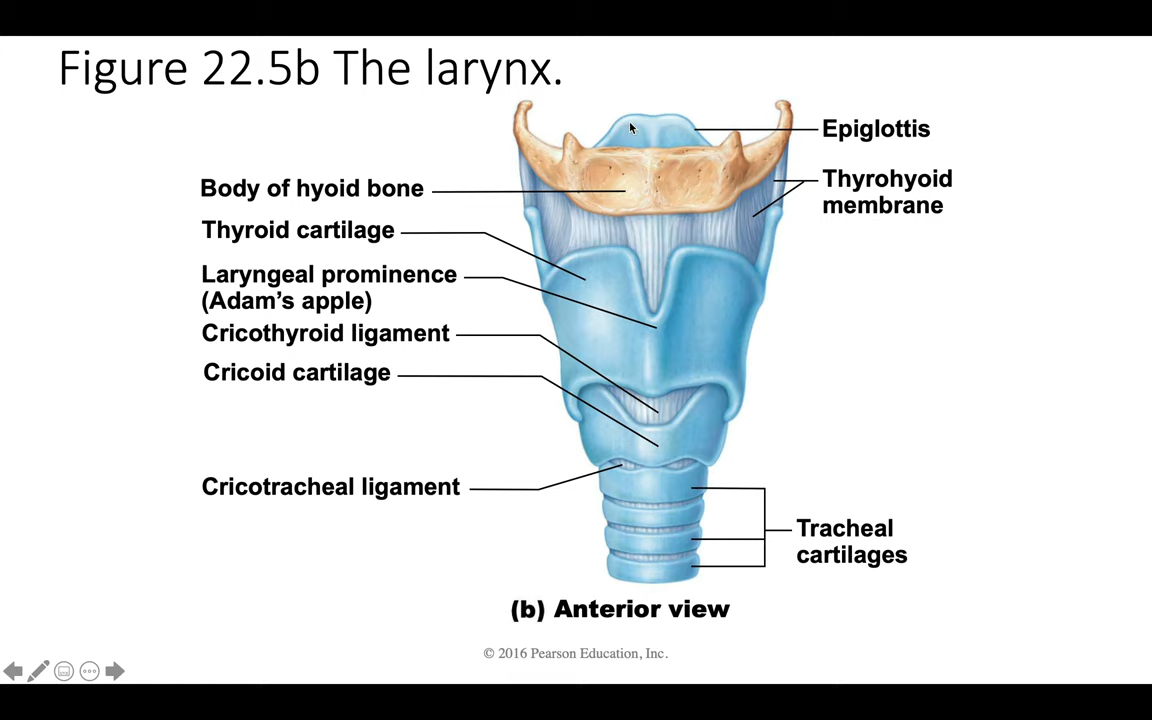 Figure 22.5b The larynx.
Epiglottis
Body of hyoid bone
Thyrohyoid
membrane
Thyroid cartilage
Laryngeal prominence
(Adam's apple)
Cricothyroid ligament
Cricoid cartilage
Cricotracheal ligament
Tracheal
cartilages
(b) Anterior view
© 2016 Pearson Education, Inc.